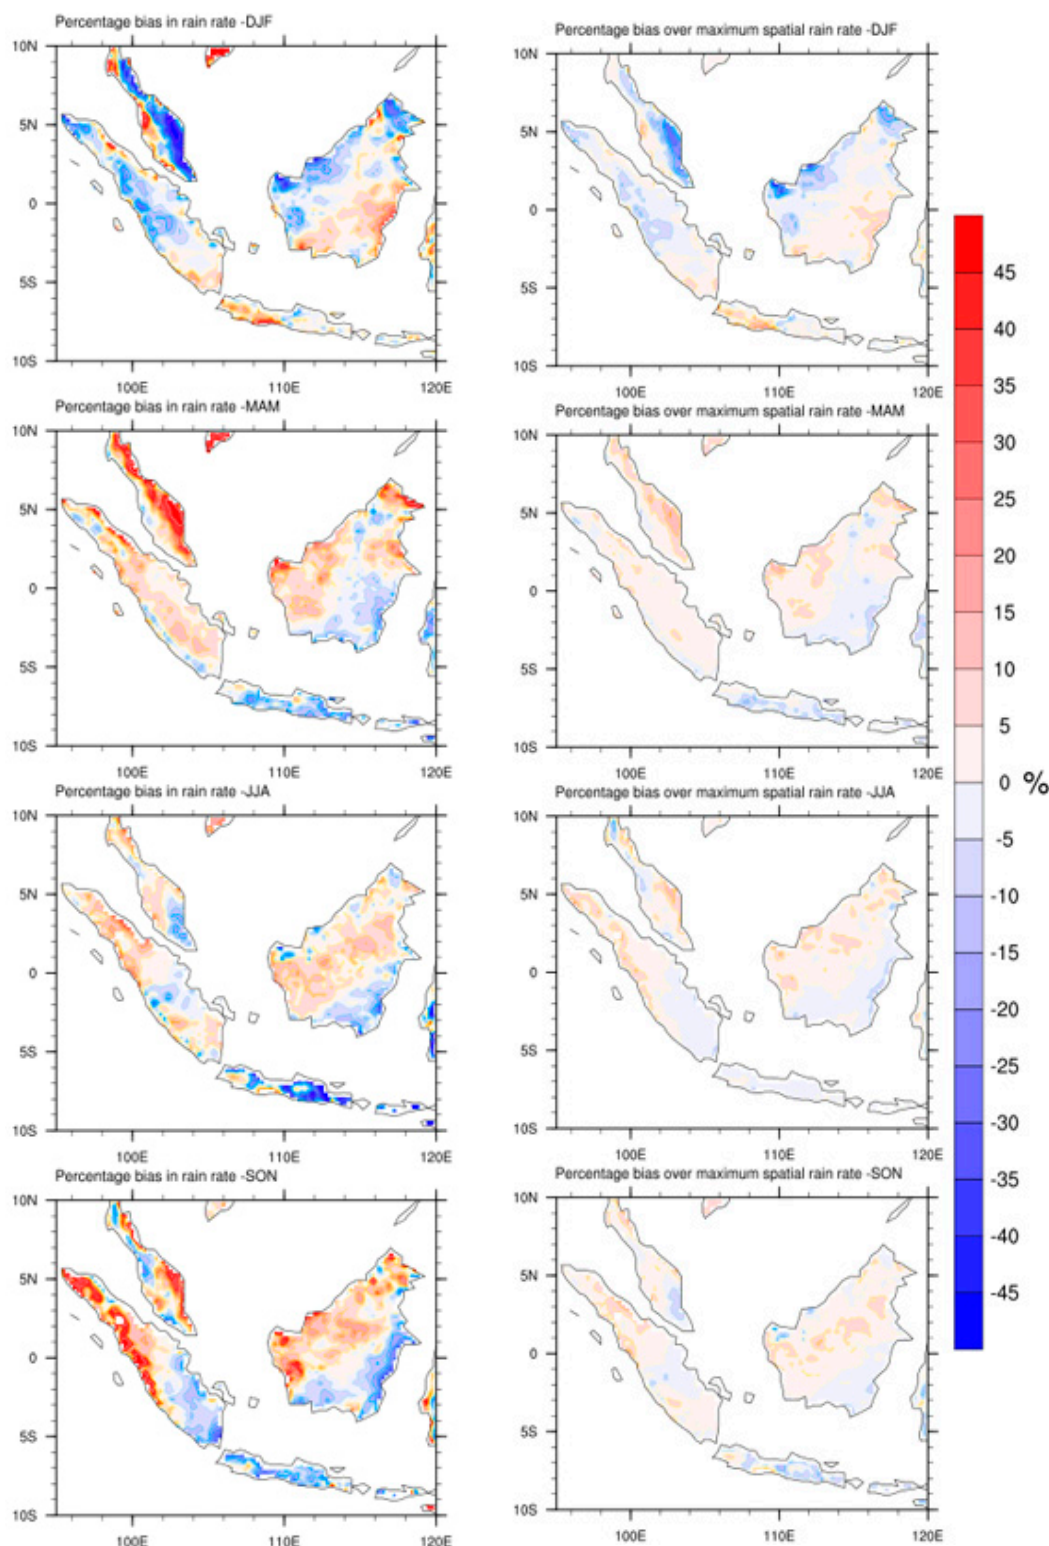 Percentage bias in rain rate -DJF
10N
5N
0
5S
10S
100E 110E 120E
Percentage bias over maximum spatial rain rate -DJF
10N
5N
0
5S
10S
100E 110E 120E
Percentage bias in rain rate -MAM
10N
5N
0
5S
10S
100E 110E 120E
Percentage bias over maximum spatial rain rate -MAM
10N
5N
0
5S
10S
100E 110E 120E
Percentage bias in rain rate -JJA
10N
5N
0
5S
10S
100E 110E 120E
Percentage bias over maximum spatial rain rate -JJA
10N
5N
0
5S
10S
100E 110E 120E
Percentage bias in rain rate -SON
10N
5N
0
5S
10S
100E 110E 120E
Percentage bias over maximum spatial rain rate -SON
10N
5N
0
5S
10S
100E 110E 120E
45
40
35
30
25
20
15
10
5
0 %
-5
-10
-15
-20
-25
-30
-35
-40
-45